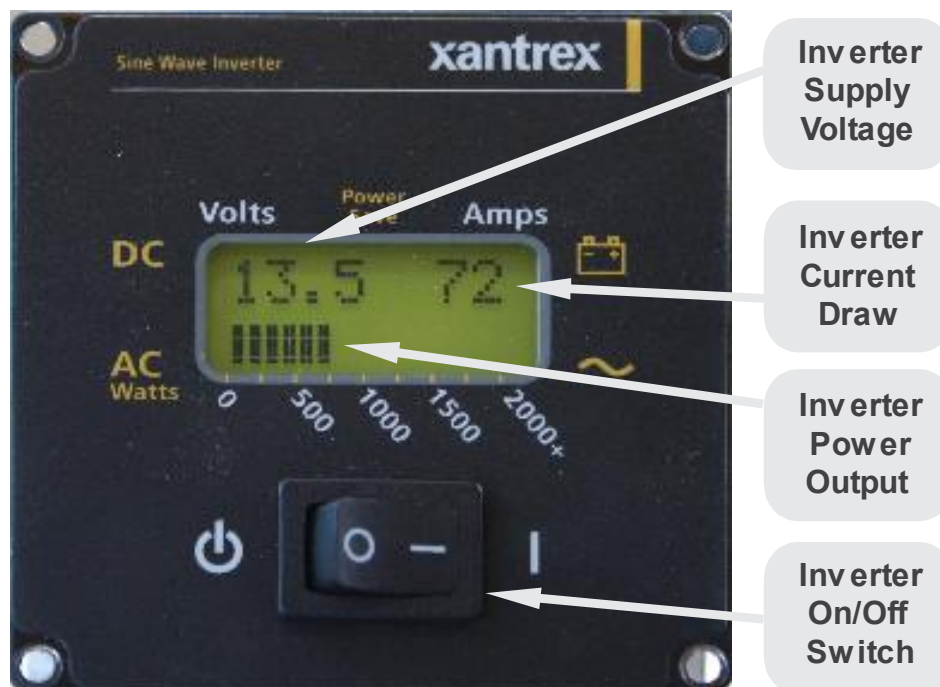 Sine Wave Inverter
xantrex
Inverter
Supply
Voltage
Volts
Power
Amps
DC
13.5 72
Inverter
Current
Draw
AC
Watts
0 500 1000 1500 2000+
Inverter
Power
Output
O –
|
Inverter
On/Off
Switch